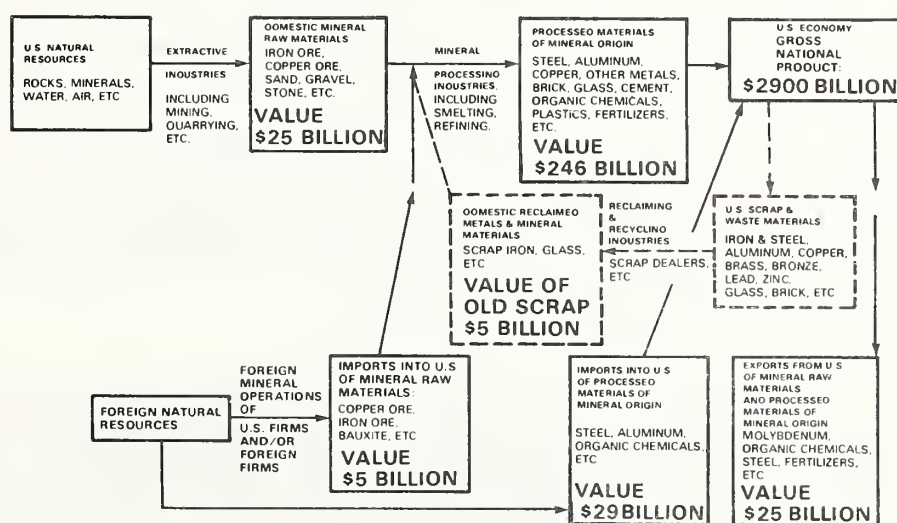 U.S NATURAL
RESOURCES
ROCKS, MINERALS,
WATER, AIR, ETC
EXTRACTIVE
INDUSTRIES
INCLUDING
MINING,
QUARRYING,
ETC.
DOMESTIC MINERAL
RAW MATERIALS
IRON ORE,
COPPER ORE,
SAND, GRAVEL,
STONE, ETC.
VALUE
$25 BILLION
MINERAL
PROCESSING
INDUSTRIES,
INCLUDING
SMELTING,
REFINING.
PROCESSED MATERIALS
OF MINERAL ORIGIN
STEEL, ALUMINUM,
COPPER, OTHER METALS,
BRICK, GLASS, CEMENT,
ORGANIC CHEMICALS,
PLASTICS, FERTILIZERS,
ETC.
VALUE
$246 BILLION
U.S ECONOMY
GROSS
NATIONAL
PRODUCT:
$2900 BILLION
DOMESTIC RECLAIMED
METALS & MINERAL
MATERIALS
SCRAP IRON, GLASS,
ETC
VALUE OF
OLD SCRAP
$5 BILLION
RECLAIMING
&
RECYCLING
INDUSTRIES
SCRAP DEALERS,
ETC
U.S SCRAP &
WASTE MATERIALS
IRON & STEEL,
ALUMINUM, COPPER,
BRASS, BRONZE,
LEAD, ZINC,
GLASS, BRICK, ETC
FOREIGN NATURAL
RESOURCES
FOREIGN
MINERAL
OPERATIONS
OF
U.S. FIRMS
AND/OR
FOREIGN
FIRMS
IMPORTS INTO U.S
OF MINERAL RAW
MATERIALS:
COPPER ORE,
IRON ORE,
BAUXITE, ETC
VALUE
$5 BILLION
IMPORTS INTO U S
OF PROCESSED
MATERIALS OF
MINERAL ORIGIN
STEEL, ALUMINUM,
ORGANIC CHEMICALS,
ETC
VALUE
$29 BILLION
EXPORTS FROM U S
OF MINERAL RAW
MATERIALS
AND PROCESSED
MATERIALS OF
MINERAL ORIGIN
MOLYBDENUM,
ORGANIC CHEMICALS,
STEEL, FERTILIZERS,
ETC
VALUE
$25 BILLION